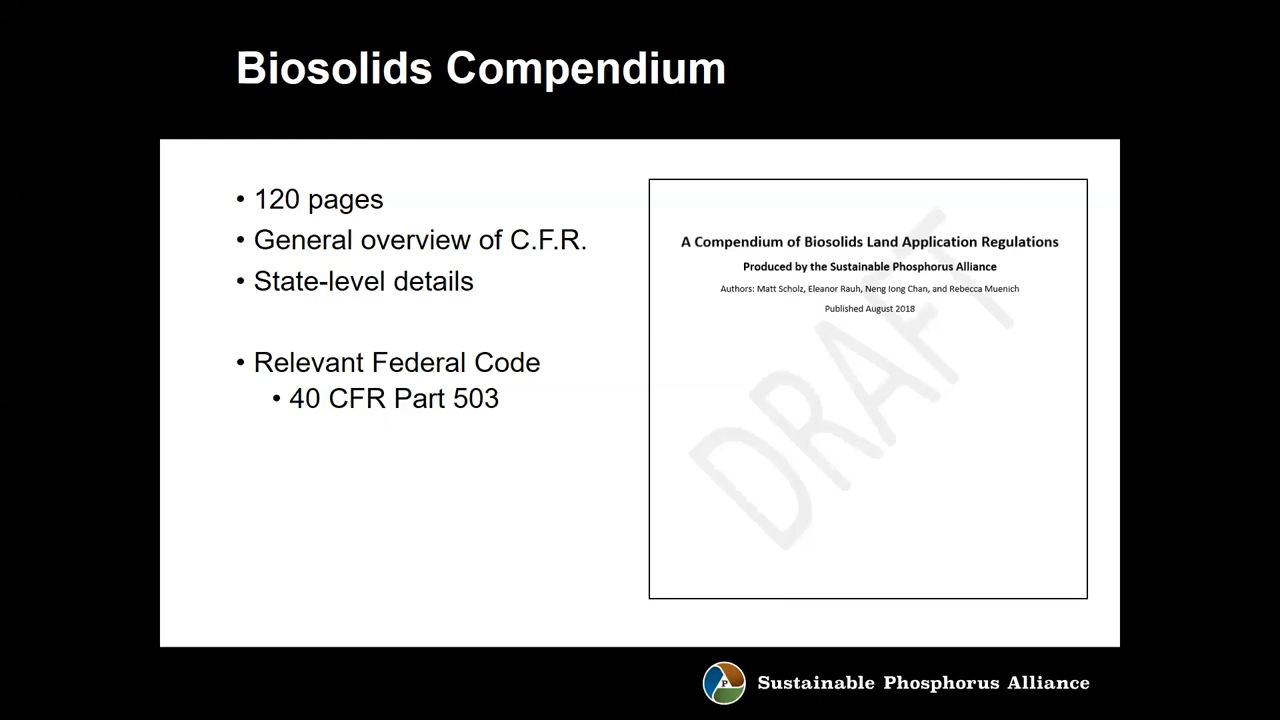 Biosolids Compendium
• 120 pages
• General overview of C.F.R.
• State-level details
• Relevant Federal Code
• 40 CFR Part 503
DRAFT
A Compendium of Biosolids Land Application Regulations
Produced by the Sustainable Phosphorus Alliance
Authors: Matt Scholz, Eleanor Rauh, Neng Iong Chan, and Rebecca Muenich
Published August 2018
P
Sustainable Phosphorus Alliance